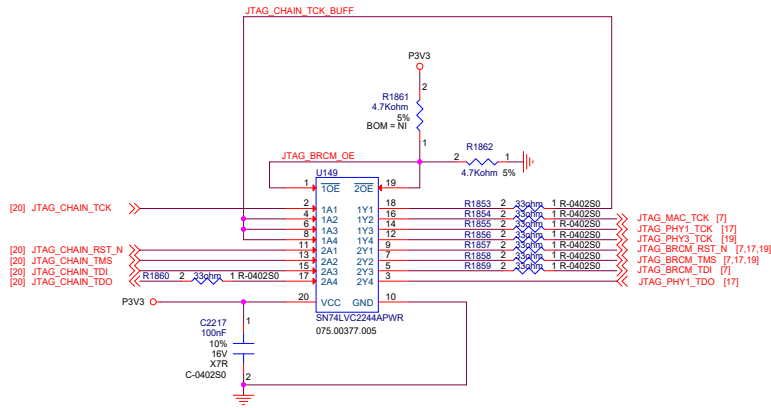 JTAG_CHAIN_TCK_BUFF
P3V3
2
R1861
4.7Kohm
5%
BOM = NI
1
R1862
2 1
4.7Kohm 5%
JTAG_BRCM_OE
U149
1 1OE 2OE 19
[20] JTAG_CHAIN_TCK 2 1A1 1Y1 18 R1853 2 33ohm 1 R-0402S0
4 1A2 1Y2 16 R1854 2 33ohm 1 R-0402S0 JTAG_MAC_TCK [7]
6 1A3 1Y3 14 R1855 2 33ohm 1 R-0402S0 JTAG_PHY1_TCK [17]
8 1A4 1Y4 12 R1856 2 33ohm 1 R-0402S0 JTAG_PHY3_TCK [19]
[20] JTAG_CHAIN_RST_N 11 2A1 2Y1 9 R1857 2 33ohm 1 R-0402S0 JTAG_BRCM_RST_N [7,17,19]
[20] JTAG_CHAIN_TMS 13 2A2 2Y2 7 R1858 2 33ohm 1 R-0402S0 JTAG_BRCM_TMS [7,17,19]
[20] JTAG_CHAIN_TDI 15 2A3 2Y3 5 R1859 2 33ohm 1 R-0402S0 JTAG_BRCM_TDI [7]
[20] JTAG_CHAIN_TDO R1860 2 33ohm 1 R-0402S0 17 2A4 2Y4 3 JTAG_PHY1_TDO [17]
P3V3 20 VCC GND 10
SN74LVC2244APWR
075.00377.005
C2217 1
100nF
10%
16V
X7R
C-0402S0 2